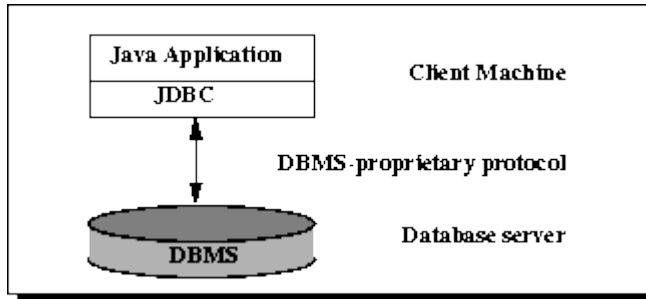 Java Application
Client Machine
JDBC
DBMS-proprietary protocol
Database server
DBMS